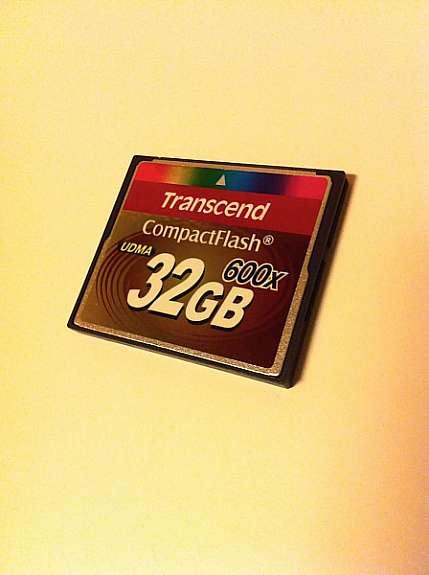 Transcend
CompactFlash®
UDMA 600x
32GB